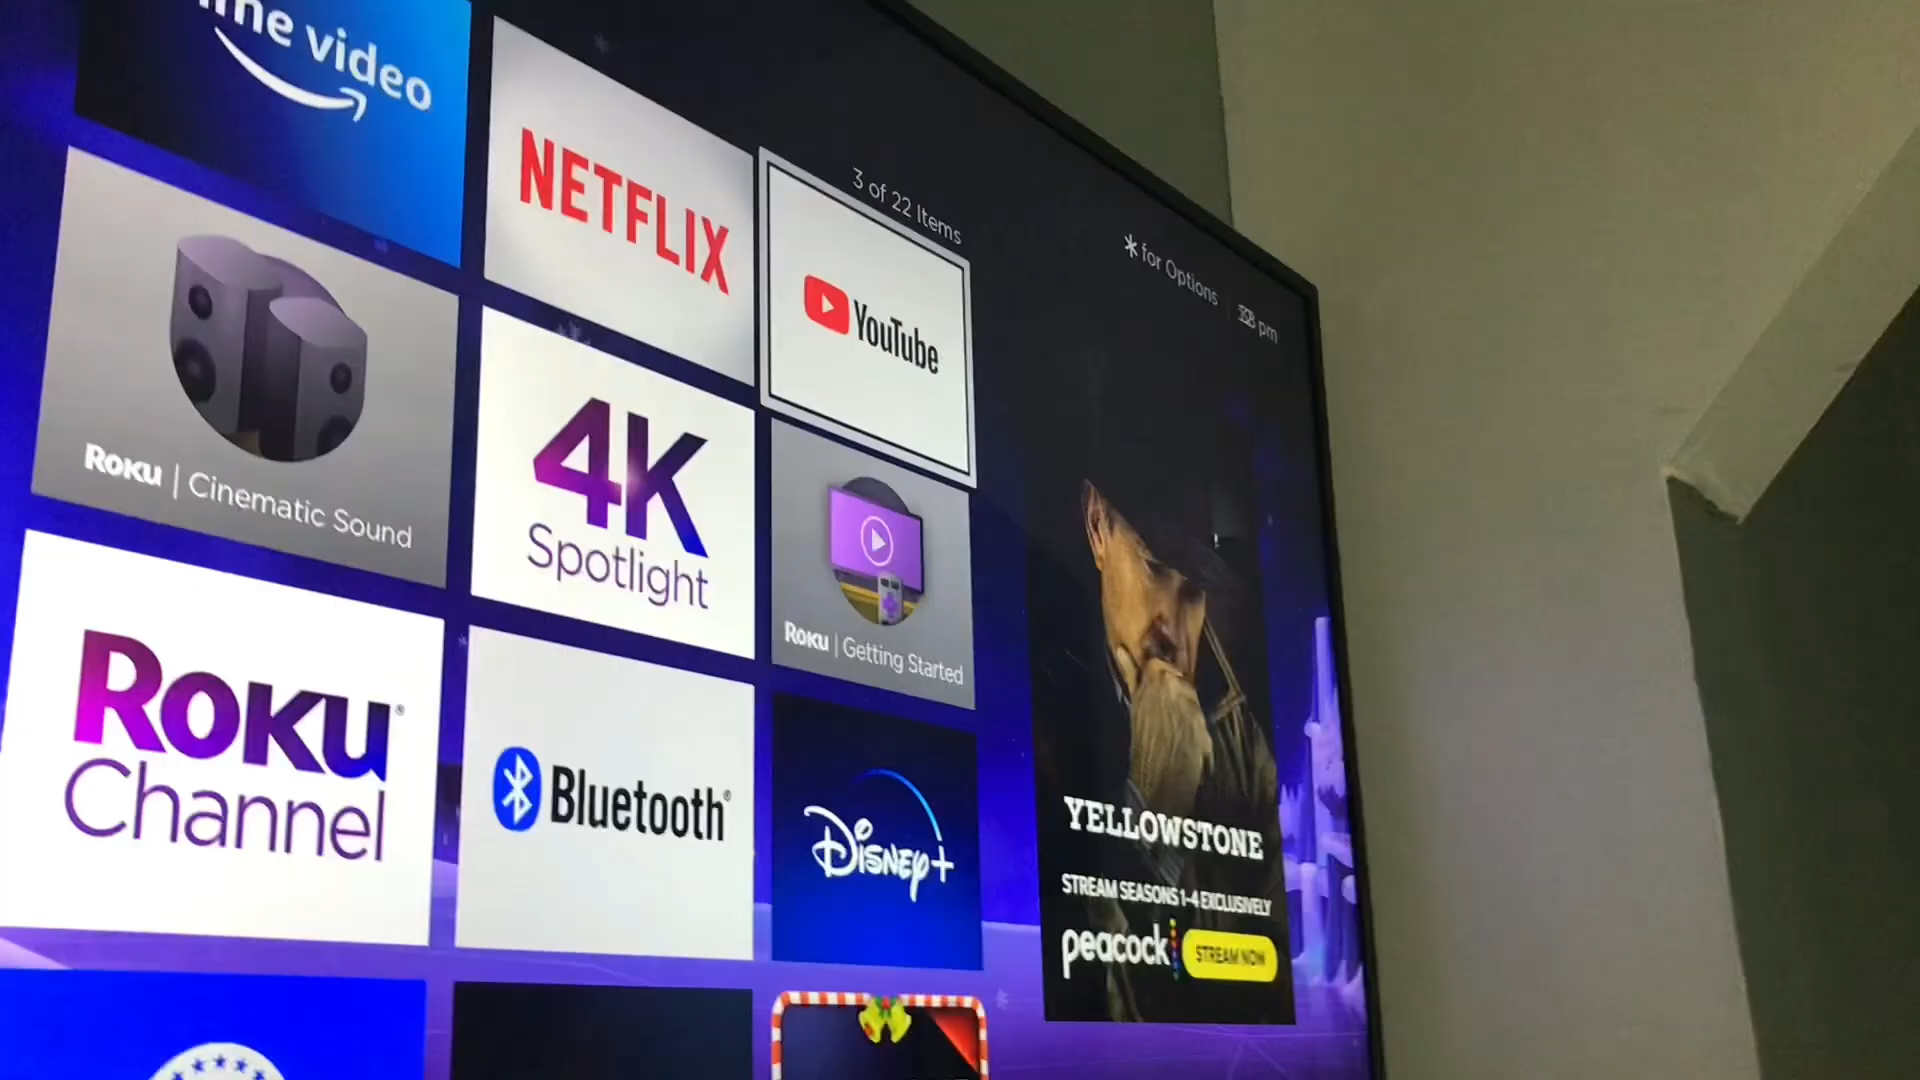 video
NETFLIX
3 of 22 Items
YouTube
* for Options
pm
Roku | Cinematic Sound
4K
Spotlight
Roku | Getting Started
Roku
Channel
Bluetooth®
Disney+
YELLOWSTONE
STREAM SEASONS 1-4 EXCLUSIVELY
peacock
STREAM NOW